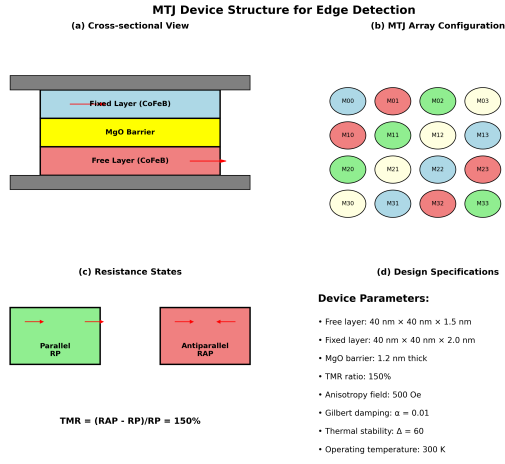 MTJ Device Structure for Edge Detection
(a) Cross-sectional View
Fixed Layer (CoFeB)
MgO Barrier
Free Layer (CoFeB)
(b) MTJ Array Configuration
M00 M01 M02 M03
M10 M11 M12 M13
M20 M21 M22 M23
M30 M31 M32 M33
(c) Resistance States
Parallel
RP
Antiparallel
RAP
TMR = (RAP - RP)/RP = 150%
(d) Design Specifications
Device Parameters:
• Free layer: 40 nm × 40 nm × 1.5 nm
• Fixed layer: 40 nm × 40 nm × 2.0 nm
• MgO barrier: 1.2 nm thick
• TMR ratio: 150%
• Anisotropy field: 500 Oe
• Gilbert damping: α = 0.01
• Thermal stability: Δ = 60
• Operating temperature: 300 K